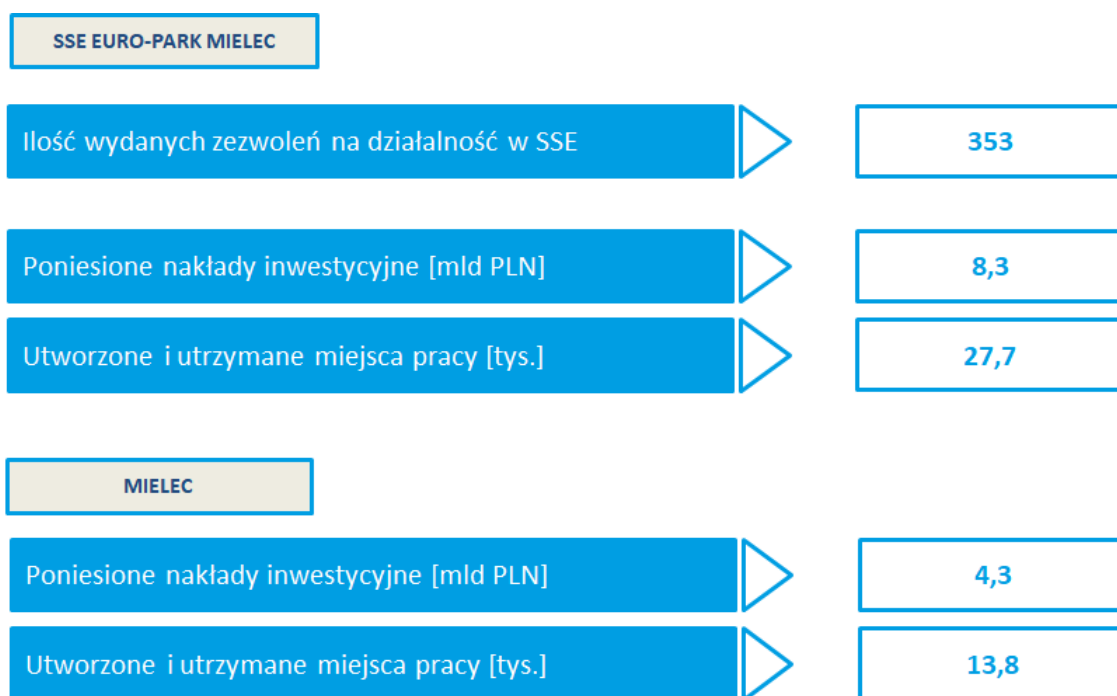 SSE EURO-PARK MIELEC
Ilość wydanych zezwoleń na działalność w SSE
353
Poniesione nakłady inwestycyjne [mld PLN]
8,3
Utworzone i utrzymane miejsca pracy [tys.]
27,7
MIELEC
Poniesione nakłady inwestycyjne [mld PLN]
4,3
Utworzone i utrzymane miejsca pracy [tys.]
13,8